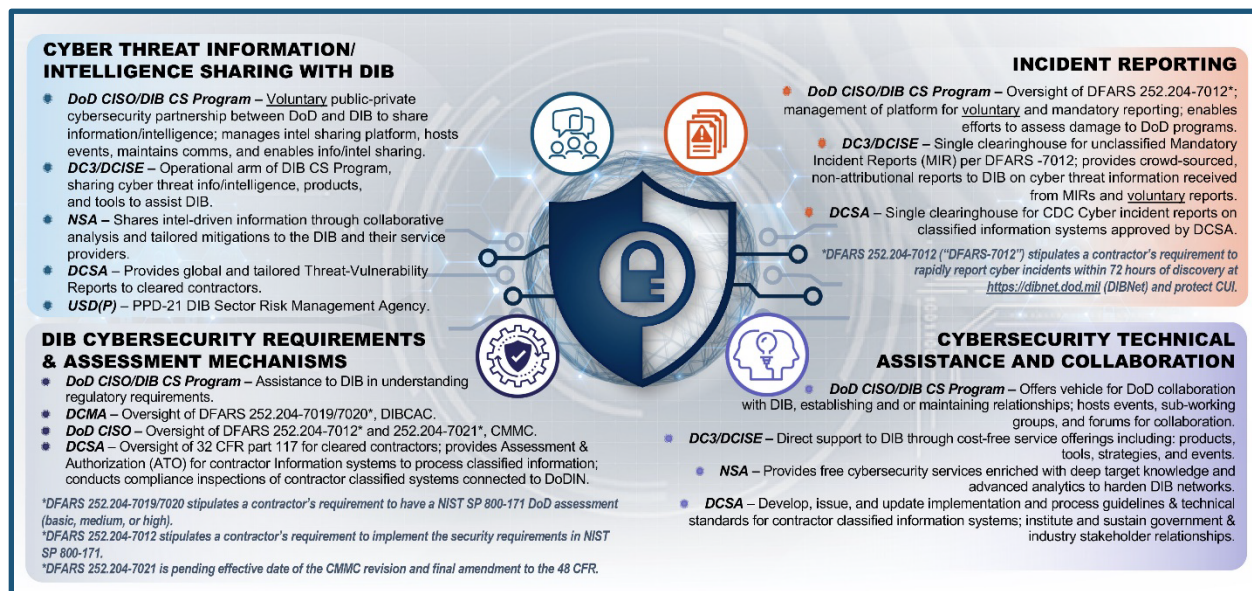 CYBER THREAT INFORMATION/
INTELLIGENCE SHARING WITH DIB
DoD CISO/DIB CS Program – Voluntary public-private
cybersecurity partnership between DoD and DIB to share
information/intelligence; manages intel sharing platform, hosts
events, maintains comms, and enables info/intel sharing.
DC3/DCISE – Operational arm of DIB CS Program,
sharing cyber threat info/intelligence, products,
and tools to assist DIB.
NSA – Shares intel-driven information through collaborative
analysis and tailored mitigations to the DIB and their service
providers.
DCSA – Provides global and tailored Threat-Vulnerability
Reports to cleared contractors.
USD(P) – PPD-21 DIB Sector Risk Management Agency.
INCIDENT REPORTING
DoD CISO/DIB CS Program – Oversight of DFARS 252.204-7012*;
management of platform for voluntary and mandatory reporting; enables
efforts to assess damage to DoD programs.
DC3/DCISE – Single clearinghouse for unclassified Mandatory
Incident Reports (MIR) per DFARS -7012; provides crowd-sourced,
non-attributional reports to DIB on cyber threat information received
from MIRs and voluntary reports.
DCSA – Single clearinghouse for CDC Cyber incident reports on
classified information systems approved by DCSA.
*DFARS 252.204-7012 (“DFARS-7012”) stipulates a contractor’s requirement to
rapidly report cyber incidents within 72 hours of discovery at
https://dibnet.dod.mil (DIBNet) and protect CUI.
DIB CYBERSECURITY REQUIREMENTS
& ASSESSMENT MECHANISMS
DoD CISO/DIB CS Program – Assistance to DIB in understanding
regulatory requirements.
DCMA – Oversight of DFARS 252.204-7019/7020*, DIBCAC.
DoD CISO – Oversight of DFARS 252.204-7012* and 252.204-7021*, CMMC.
DCSA – Oversight of 32 CFR part 117 for cleared contractors; provides Assessment &
Authorization (ATO) for contractor Information systems to process classified information;
conducts compliance inspections of contractor classified systems connected to DoDIN.
*DFARS 252.204-7019/7020 stipulates a contractor’s requirement to have a NIST SP 800-171 DoD assessment
(basic, medium, or high).
*DFARS 252.204-7012 stipulates a contractor’s requirement to implement the security requirements in NIST
SP 800-171.
*DFARS 252.204-7021 is pending effective date of the CMMC revision and final amendment to the 48 CFR.
CYBERSECURITY TECHNICAL
ASSISTANCE AND COLLABORATION
DoD CISO/DIB CS Program – Offers vehicle for DoD collaboration
with DIB, establishing and or maintaining relationships; hosts events, sub-working
groups, and forums for collaboration.
DC3/DCISE – Direct support to DIB through cost-free service offerings including: products,
tools, strategies, and events.
NSA – Provides free cybersecurity services enriched with deep target knowledge and
advanced analytics to harden DIB networks.
DCSA – Develop, issue, and update implementation and process guidelines & technical
standards for contractor classified information systems; institute and sustain government &
industry stakeholder relationships.